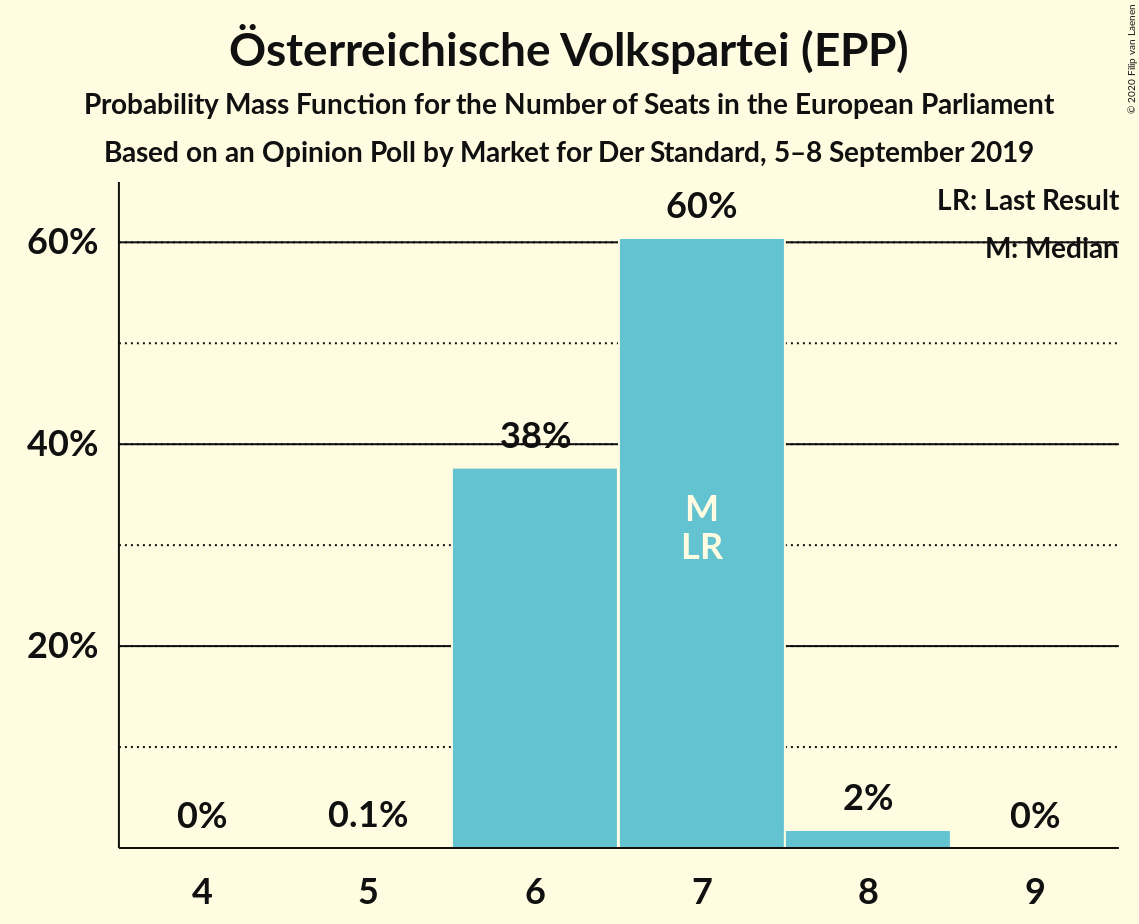 Österreichische Volkspartei (EPP)
Probability Mass Function for the Number of Seats in the European Parliament
Based on an Opinion Poll by Market for Der Standard, 5–8 September 2019
© 2020 Filip van Laenen
LR: Last Result
M: Median
60%
40%
20%
0%
0.1%
38%
60%
M
LR
2%
0%
4
5
6
7
8
9